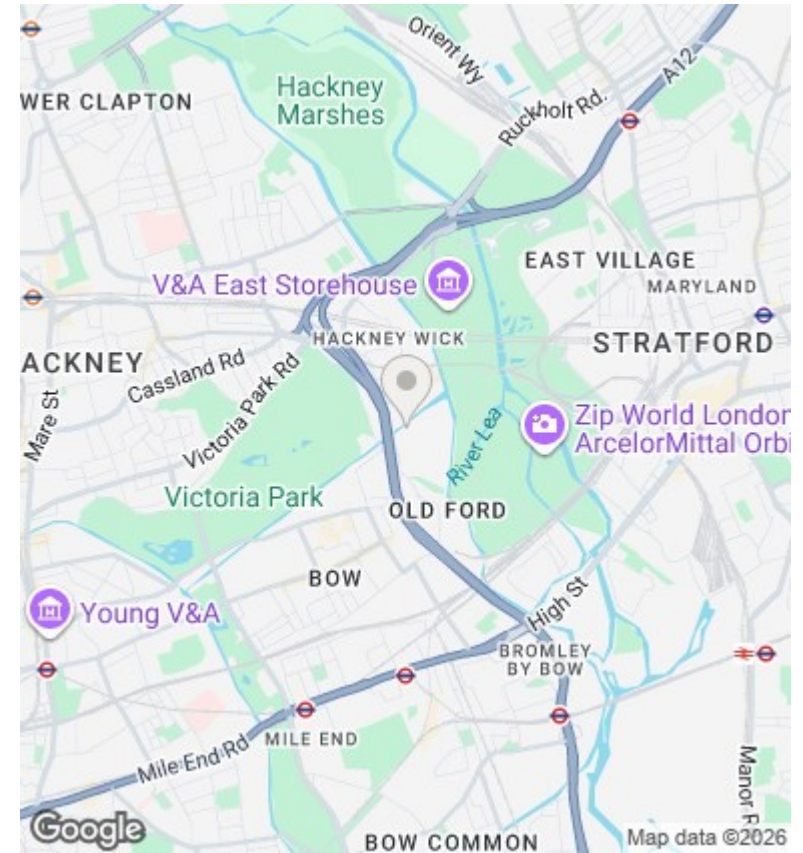 Orient Wy
A12
Hackney
Marshes
WER CLAPTON
Ruckholt Rd.
EAST VILLAGE
V&A East Storehouse
MARYLAND
HACKNEY WICK
STRATFORD
ACKNEY
Cassland Rd
Victoria Park Rd
Mare St
Zip World London
ArcelorMittal Orbi
River Lea
Victoria Park
OLD FORD
BOW
High St
Young V&A
BROMLEY
BY BOW
MILE END
Mile End Rd
Manor R
Google
BOW COMMON
Map data ©2026